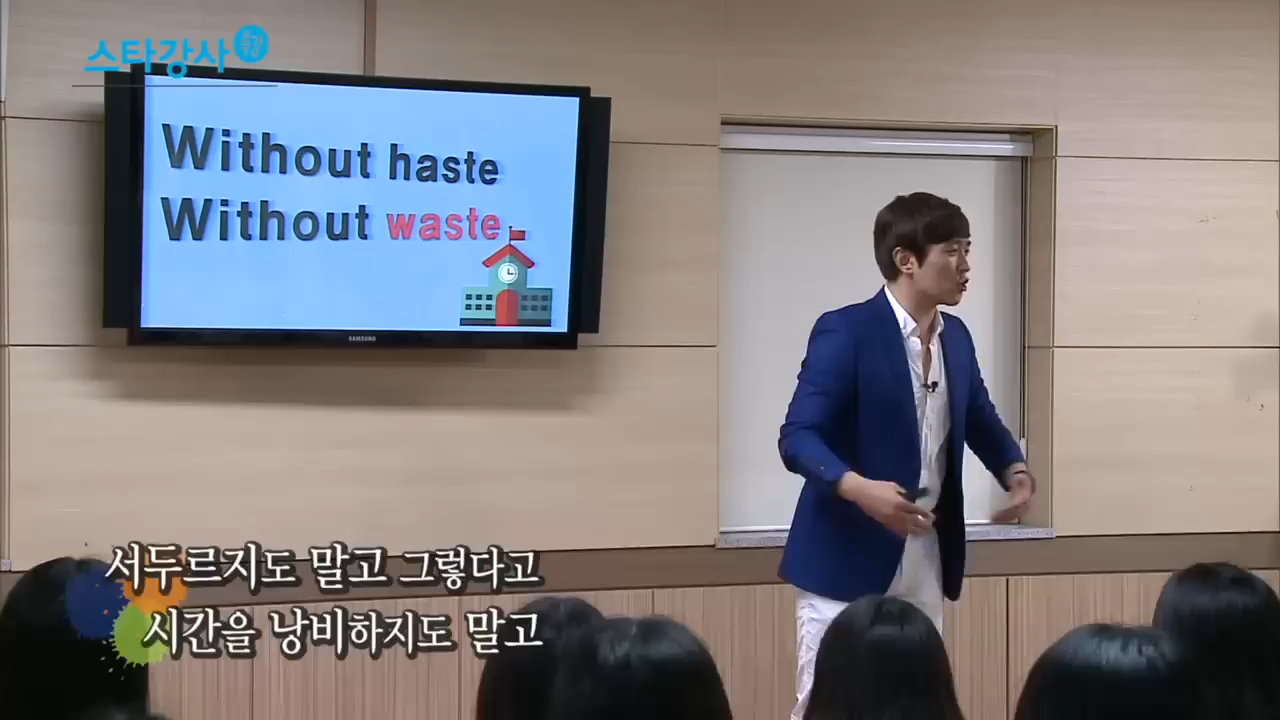 스타강사
Without haste
Without waste
SAMSUNG
서두르지도 말고 그렇다고
시간을 낭비하지도 말고